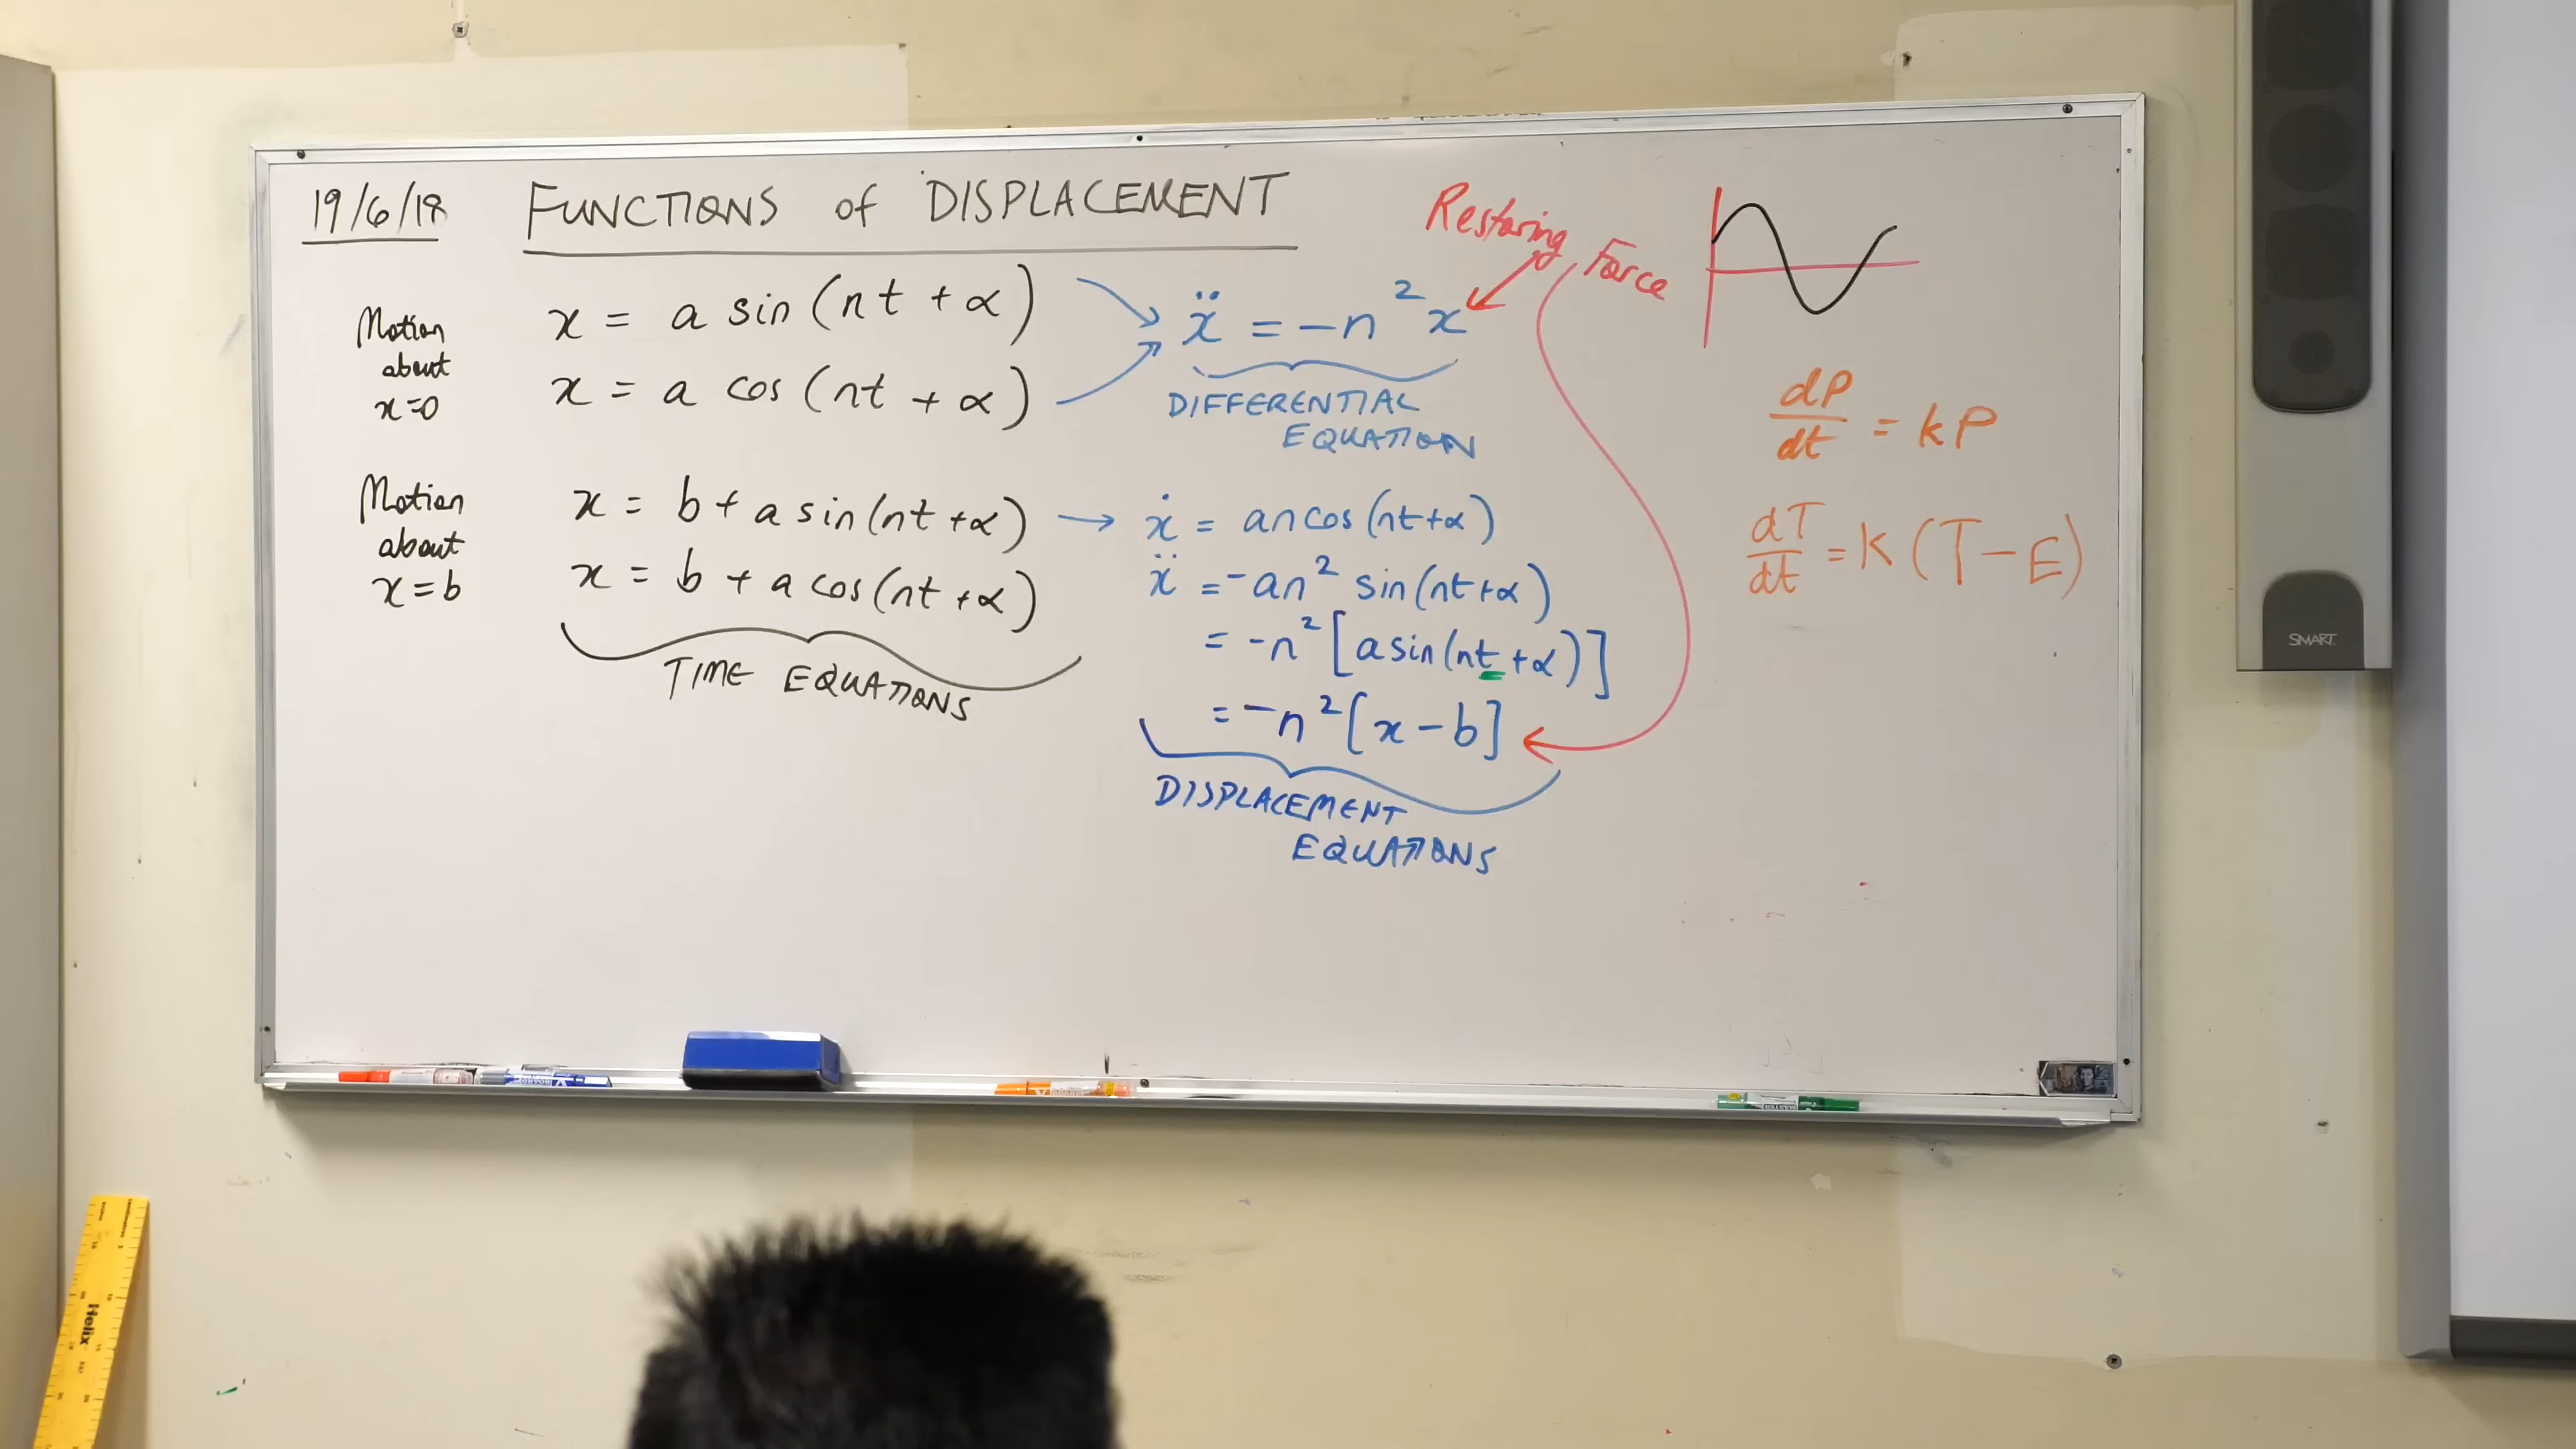 19/6/18 FUNCTIONS of DISPLACEMENT
Motion
about
x=0
x = a sin (nt + α)
x = a cos (nt + α)
Motion
about
x=b
x = b + a sin(nt+α)
x = b + a cos(nt+α)
TIME EQUATIONS
Restoring Force
ẍ = -n²x
DIFFERENTIAL
EQUATION
ẋ = an cos(nt+α)
ẍ = -an² sin(nt+α)
= -n²[a sin(nt+α)]
= -n²[x-b]
DISPLACEMENT
EQUATIONS
dP/dt = kP
dT/dt = k(T-E)
SMART
Helix